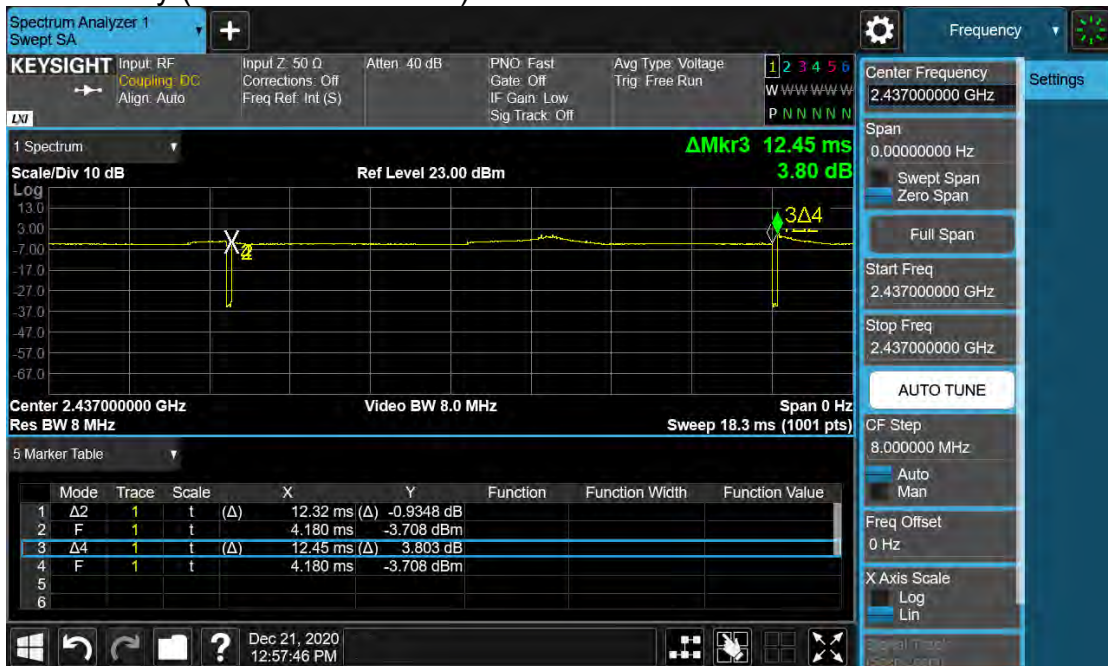 Spectrum Analyzer 1
Swept SA
+
Frequency
KEYSIGHT
Input: RF
Coupling: DC
Align: Auto
Input Z: 50 Ω
Corrections: Off
Freq Ref: Int (S)
Atten: 40 dB
PNO: Fast
Gate: Off
IF Gain: Low
Sig Track: Off
Avg Type: Voltage
Trig: Free Run
1 2 3 4 5 6
W W W W W W
P N N N N N
LXI
Center Frequency
2.437000000 GHz
Settings
Span
0.00000000 Hz
Swept Span
Zero Span
Full Span
Start Freq
2.437000000 GHz
Stop Freq
2.437000000 GHz
AUTO TUNE
CF Step
8.000000 MHz
Auto
Man
Freq Offset
0 Hz
X Axis Scale
Log
Lin
1 Spectrum
ΔMkr3 12.45 ms
3.80 dB
Scale/Div 10 dB
Ref Level 23.00 dBm
Log
13.0
3.00
-7.00
-17.0
-27.0
-37.0
-47.0
-57.0
-67.0
3Δ4
Center 2.437000000 GHz
Video BW 8.0 MHz
Span 0 Hz
Res BW 8 MHz
Sweep 18.3 ms (1001 pts)
5 Marker Table
Mode Trace Scale X Y Function Function Width Function Value
1 Δ2 1 t (Δ) 12.32 ms (Δ) -0.9348 dB
2 F 1 t 4.180 ms -3.708 dBm
3 Δ4 1 t (Δ) 12.45 ms (Δ) 3.803 dB
4 F 1 t 4.180 ms -3.708 dBm
5
6
?
Dec 21, 2020
12:57:46 PM